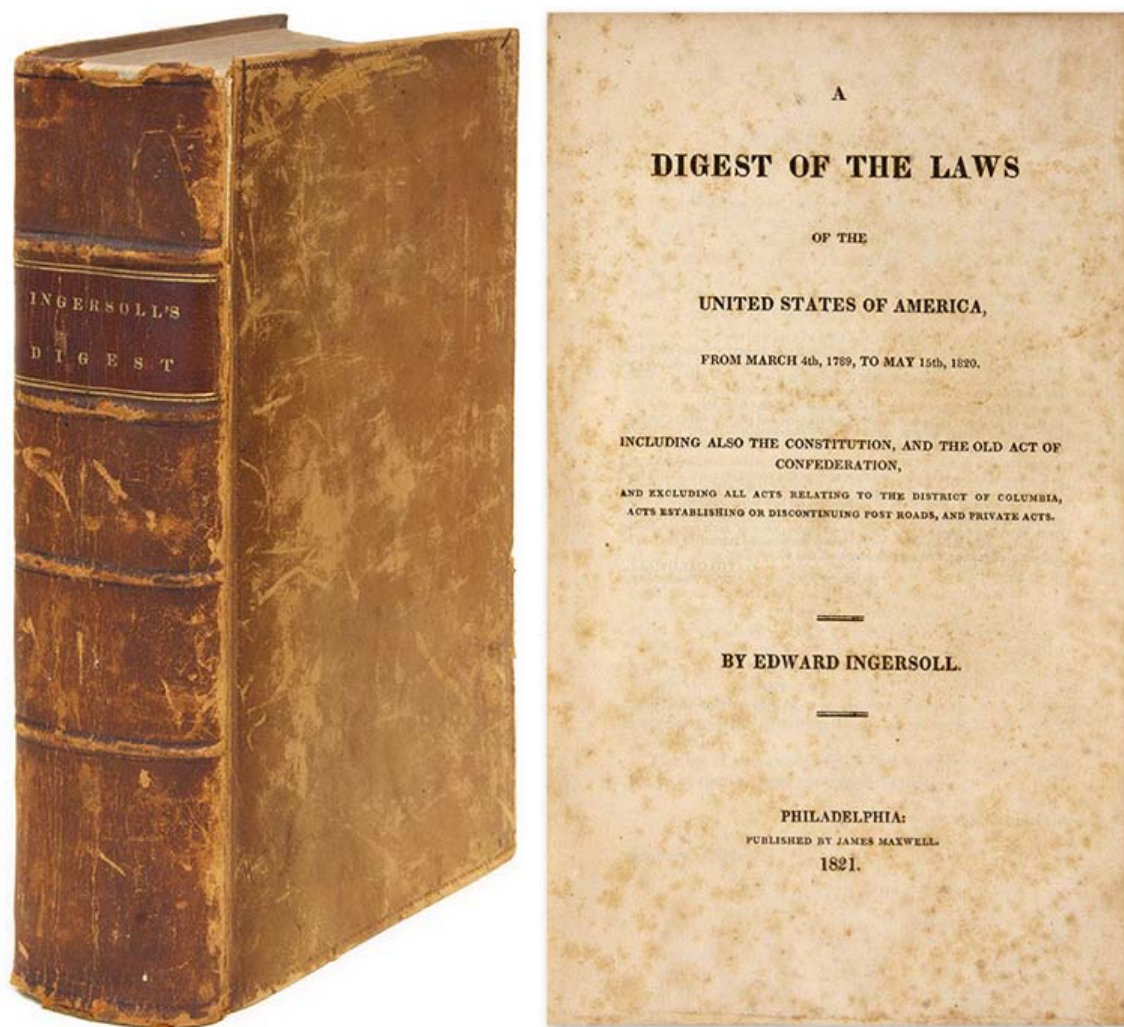 INGERSOLL'S
DIGEST
A
DIGEST OF THE LAWS
OF THE
UNITED STATES OF AMERICA,
FROM MARCH 4th, 1789, TO MAY 15th, 1820.
INCLUDING ALSO THE CONSTITUTION, AND THE OLD ACT OF
CONFEDERATION,
AND EXCLUDING ALL ACTS RELATING TO THE DISTRICT OF COLUMBIA,
ACTS ESTABLISHING OR DISCONTINUING POST ROADS, AND PRIVATE ACTS.
BY EDWARD INGERSOLL.
PHILADELPHIA:
PUBLISHED BY JAMES MAXWELL.
1821.